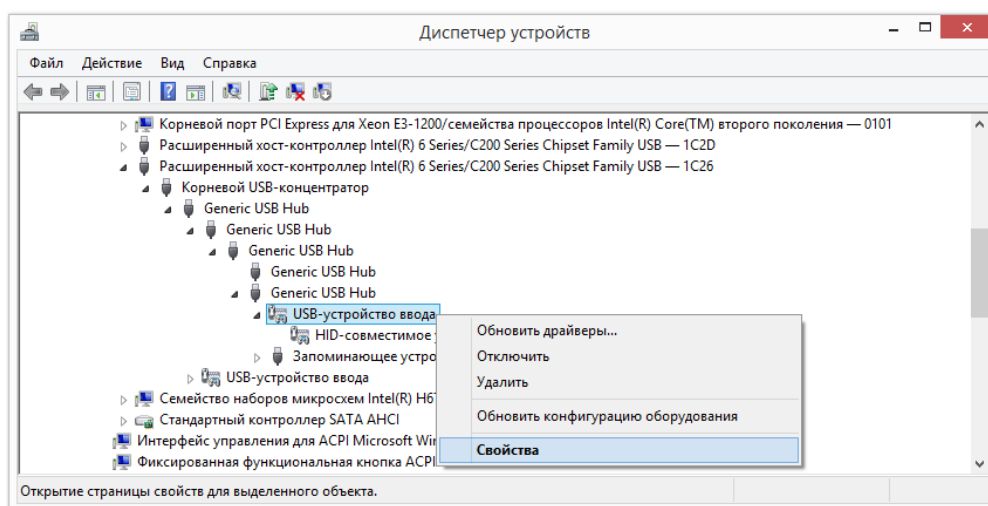 Диспетчер устройств
Файл Действие Вид Справка
Корневой порт PCI Express для Xeon E3-1200/семейства процессоров Intel(R) Core(TM) второго поколения — 0101
Расширенный хост-контроллер Intel(R) 6 Series/C200 Series Chipset Family USB — 1C2D
Расширенный хост-контроллер Intel(R) 6 Series/C200 Series Chipset Family USB — 1C26
Корневой USB-концентратор
Generic USB Hub
Generic USB Hub
Generic USB Hub
Generic USB Hub
Generic USB Hub
USB-устройство ввода
HID-совместимое
Запоминающее устро
USB-устройство ввода
Семейство наборов микросхем Intel(R) H6
Стандартный контроллер SATA AHCI
Интерфейс управления для ACPI Microsoft Wi
Фиксированная функциональная кнопка ACPI
Обновить драйверы...
Отключить
Удалить
Обновить конфигурацию оборудования
Свойства
Открытие страницы свойств для выделенного объекта.